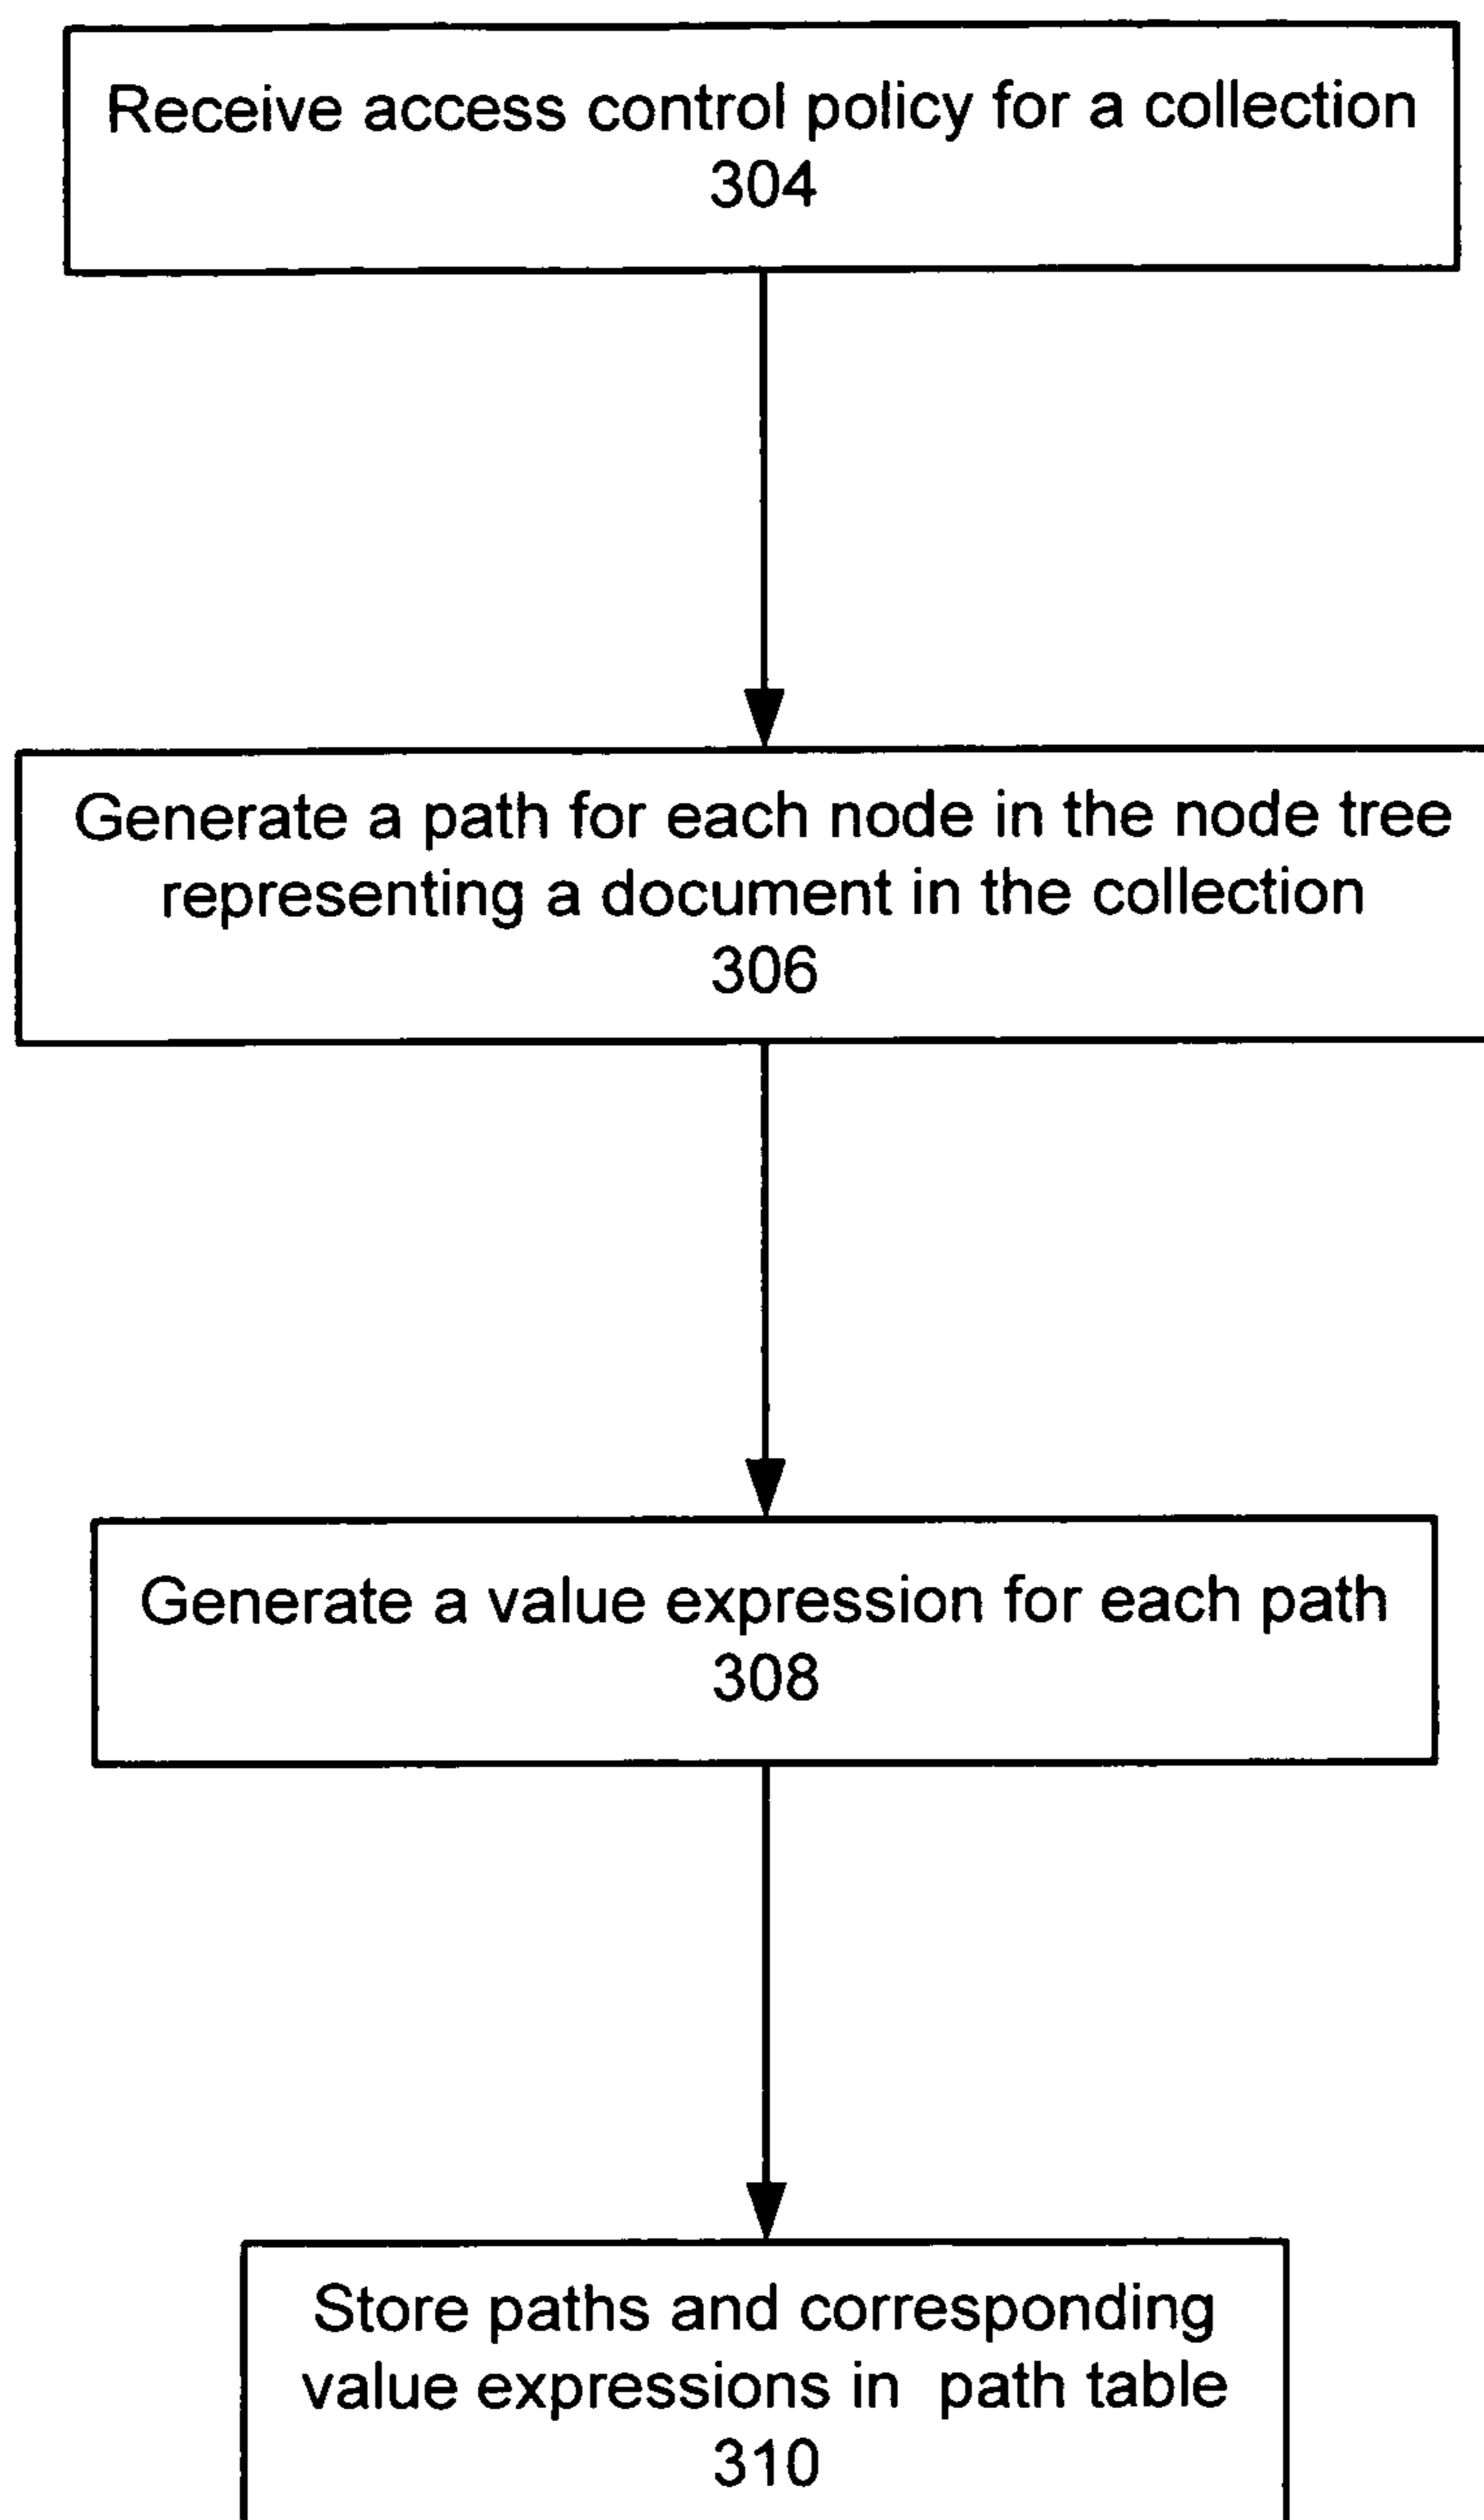 Receive access control policy for a collection
304
Generate a path for each node in the node tree
representing a document in the collection
306
Generate a value expression for each path
308
Store paths and corresponding
value expressions in path table
310